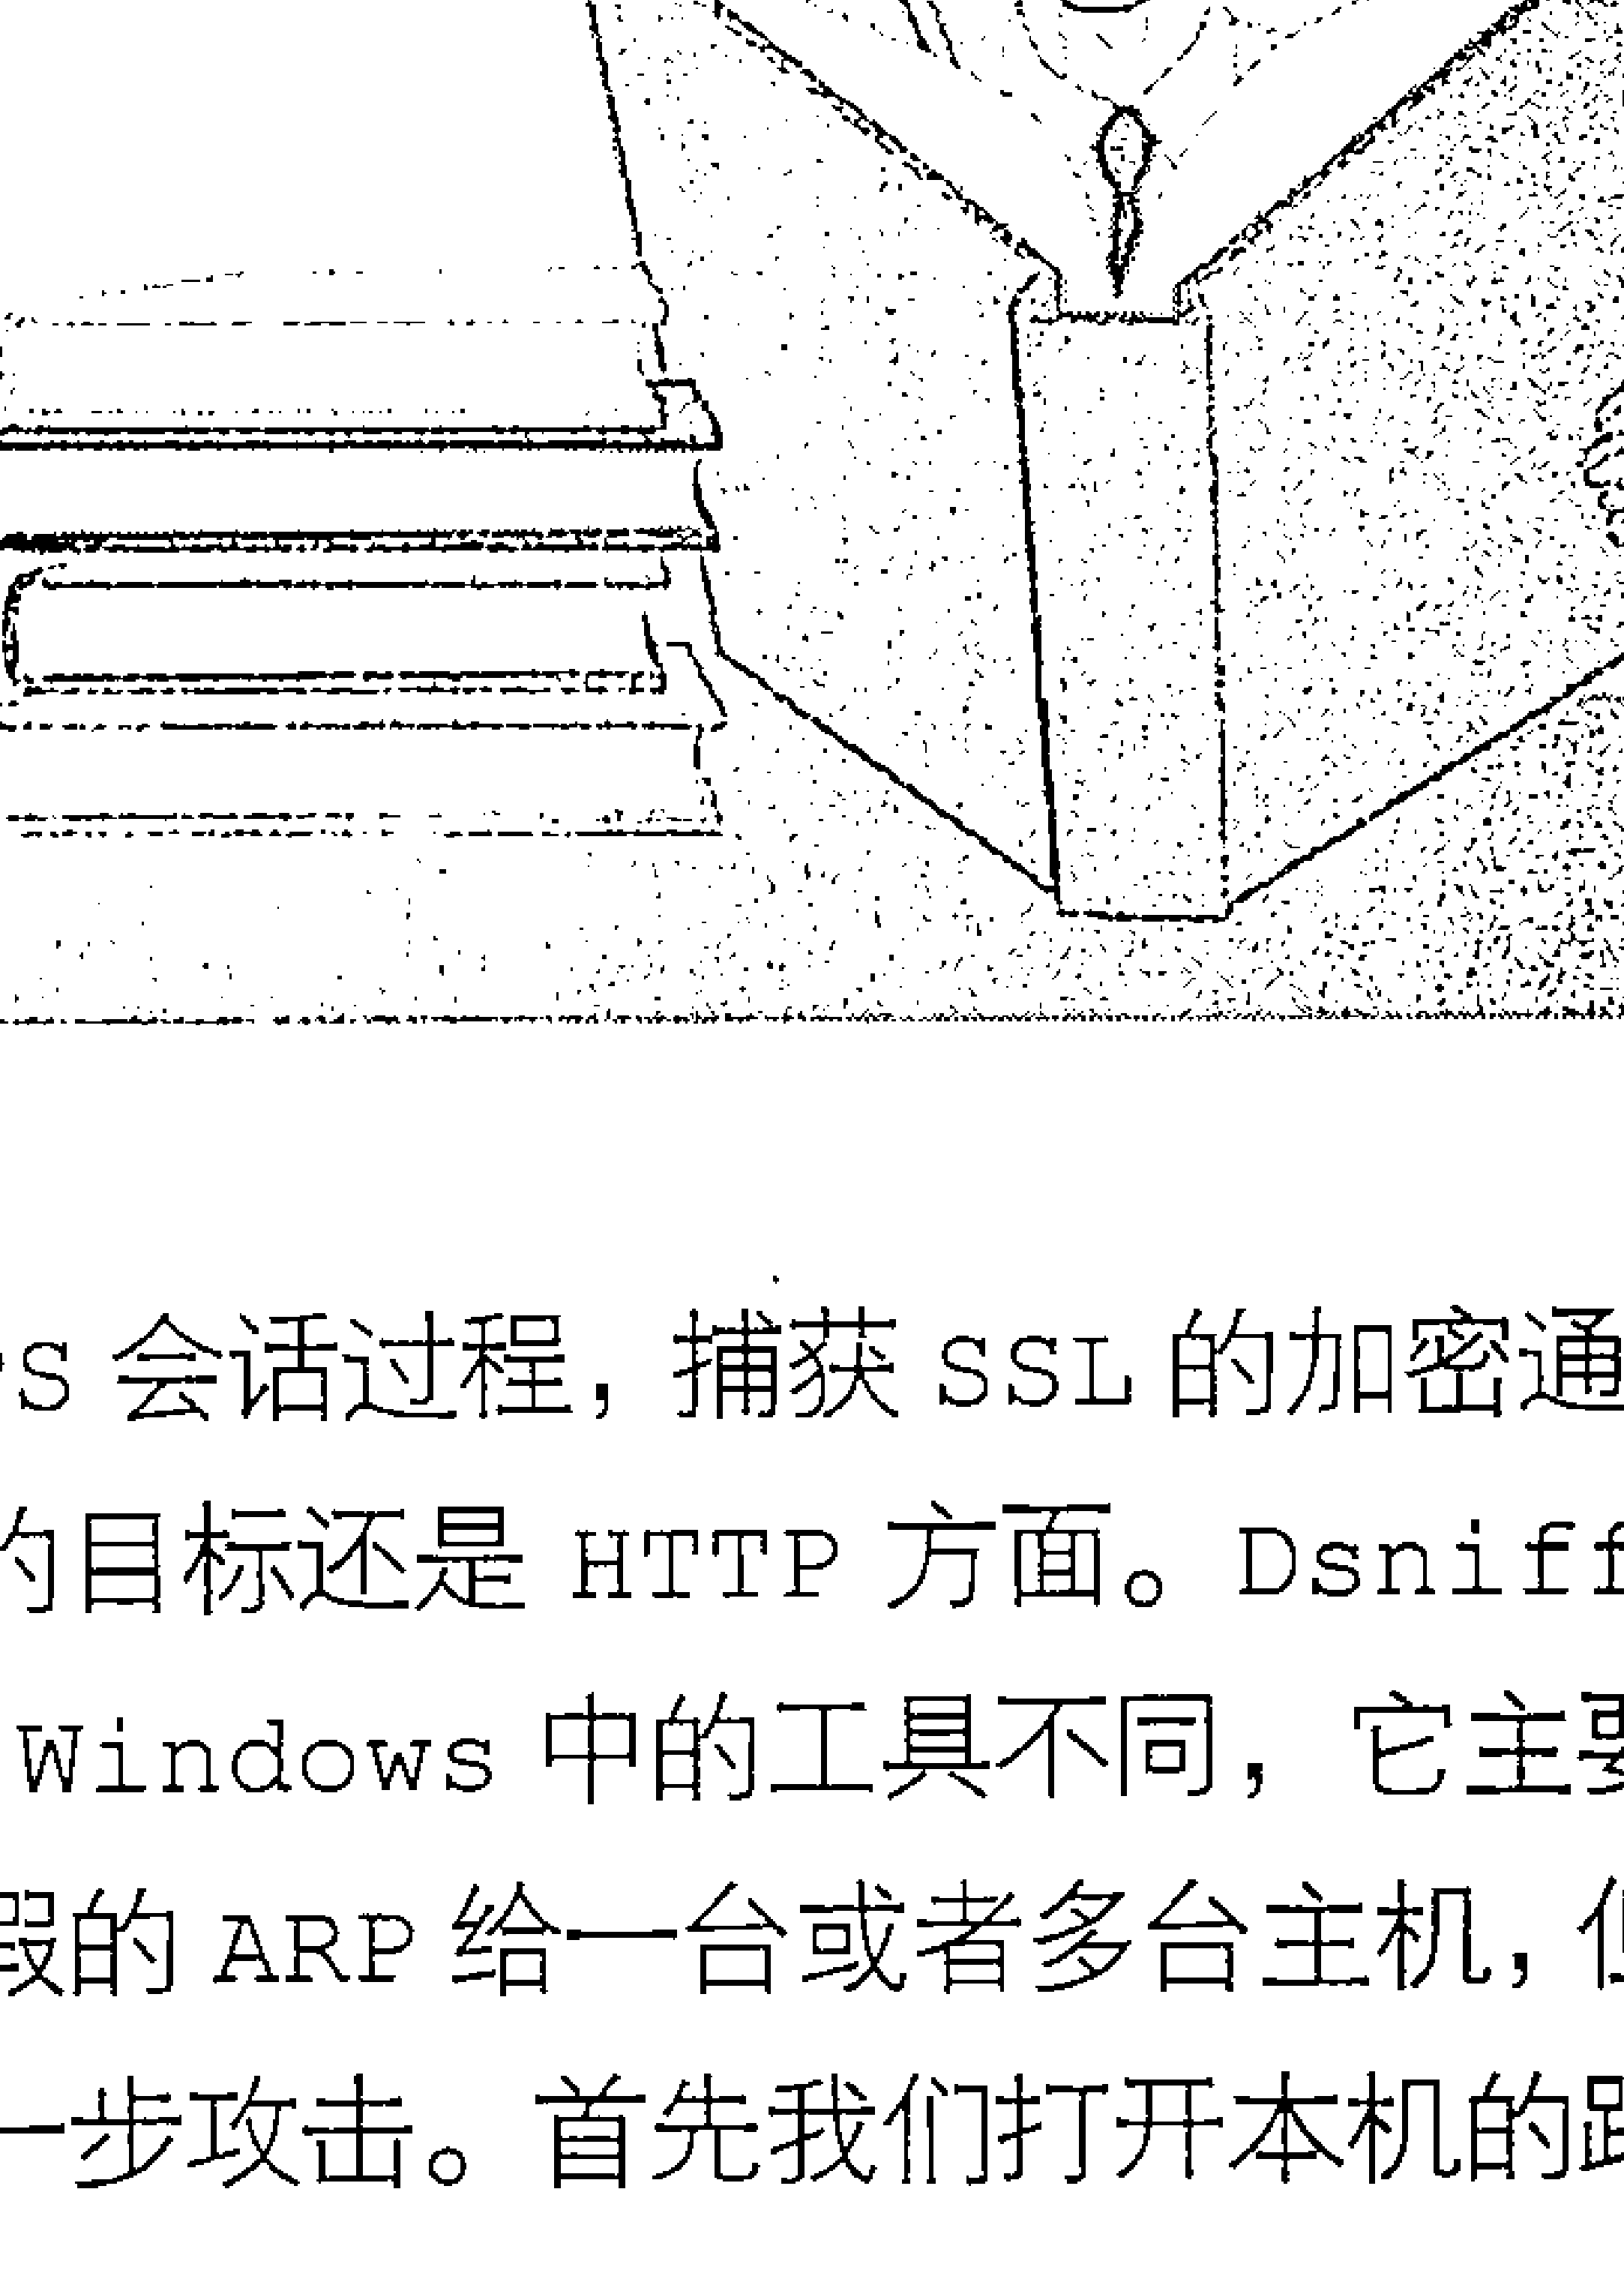 S 会话过程，捕获 SSL 的加密通
的目标还是 HTTP 方面。Dsniff
Windows 中的工具不同，它主要
假的 ARP 给一台或者多台主机，
一步攻击。首先我们打开本机的